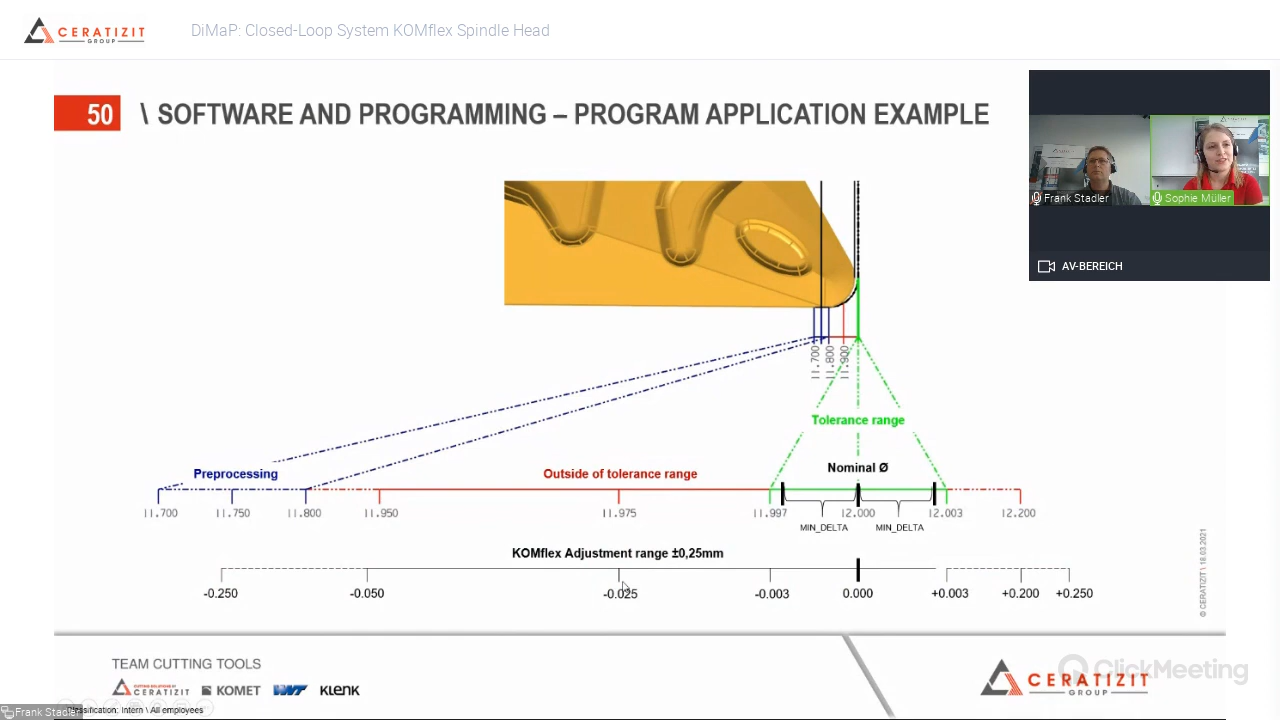 CERATIZIT
GROUP
DiMaP: Closed-Loop System KOMflex Spindle Head
50 \ SOFTWARE AND PROGRAMMING – PROGRAM APPLICATION EXAMPLE
Frank Stadler
Sophie Müller
AV-BEREICH
11.700
11.800
11.900
Tolerance range
Preprocessing
Outside of tolerance range
Nominal Ø
11.700 11.750 11.800 11.950 11.975 11.997 12.000 12.003 12.200
MIN_DELTA MIN_DELTA
KOMflex Adjustment range ±0,25mm
-0.250 -0.050 -0.025 -0.003 0.000 +0.003 +0.200 +0.250
© CERATIZIT \ 18.03.2021
TEAM CUTTING TOOLS
CERATIZIT KOMET WNT KLENK
ClickMeeting
CERATIZIT
GROUP
Frank Stadler
Intern \ All employees